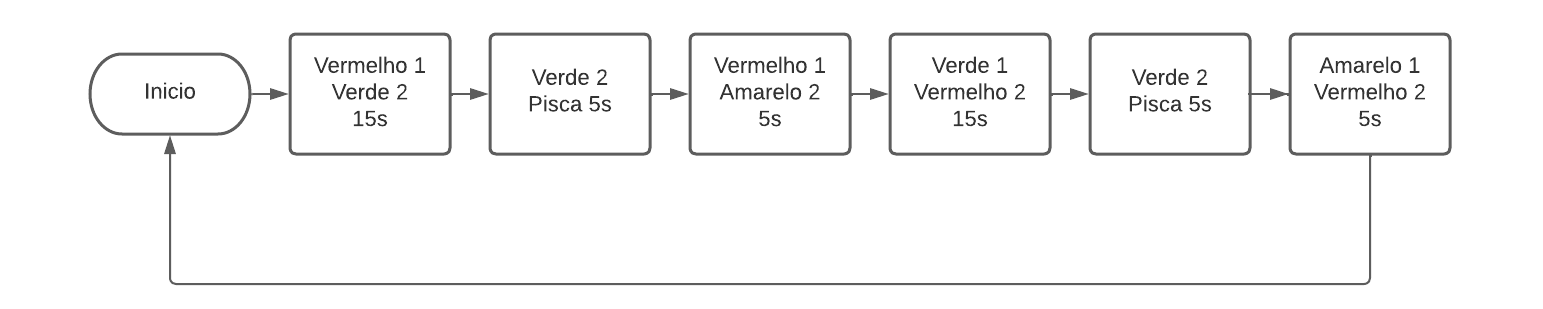 Inicio
Vermelho 1
Verde 2
15s
Verde 2
Pisca 5s
Vermelho 1
Amarelo 2
5s
Verde 1
Vermelho 2
15s
Verde 2
Pisca 5s
Amarelo 1
Vermelho 2
5s